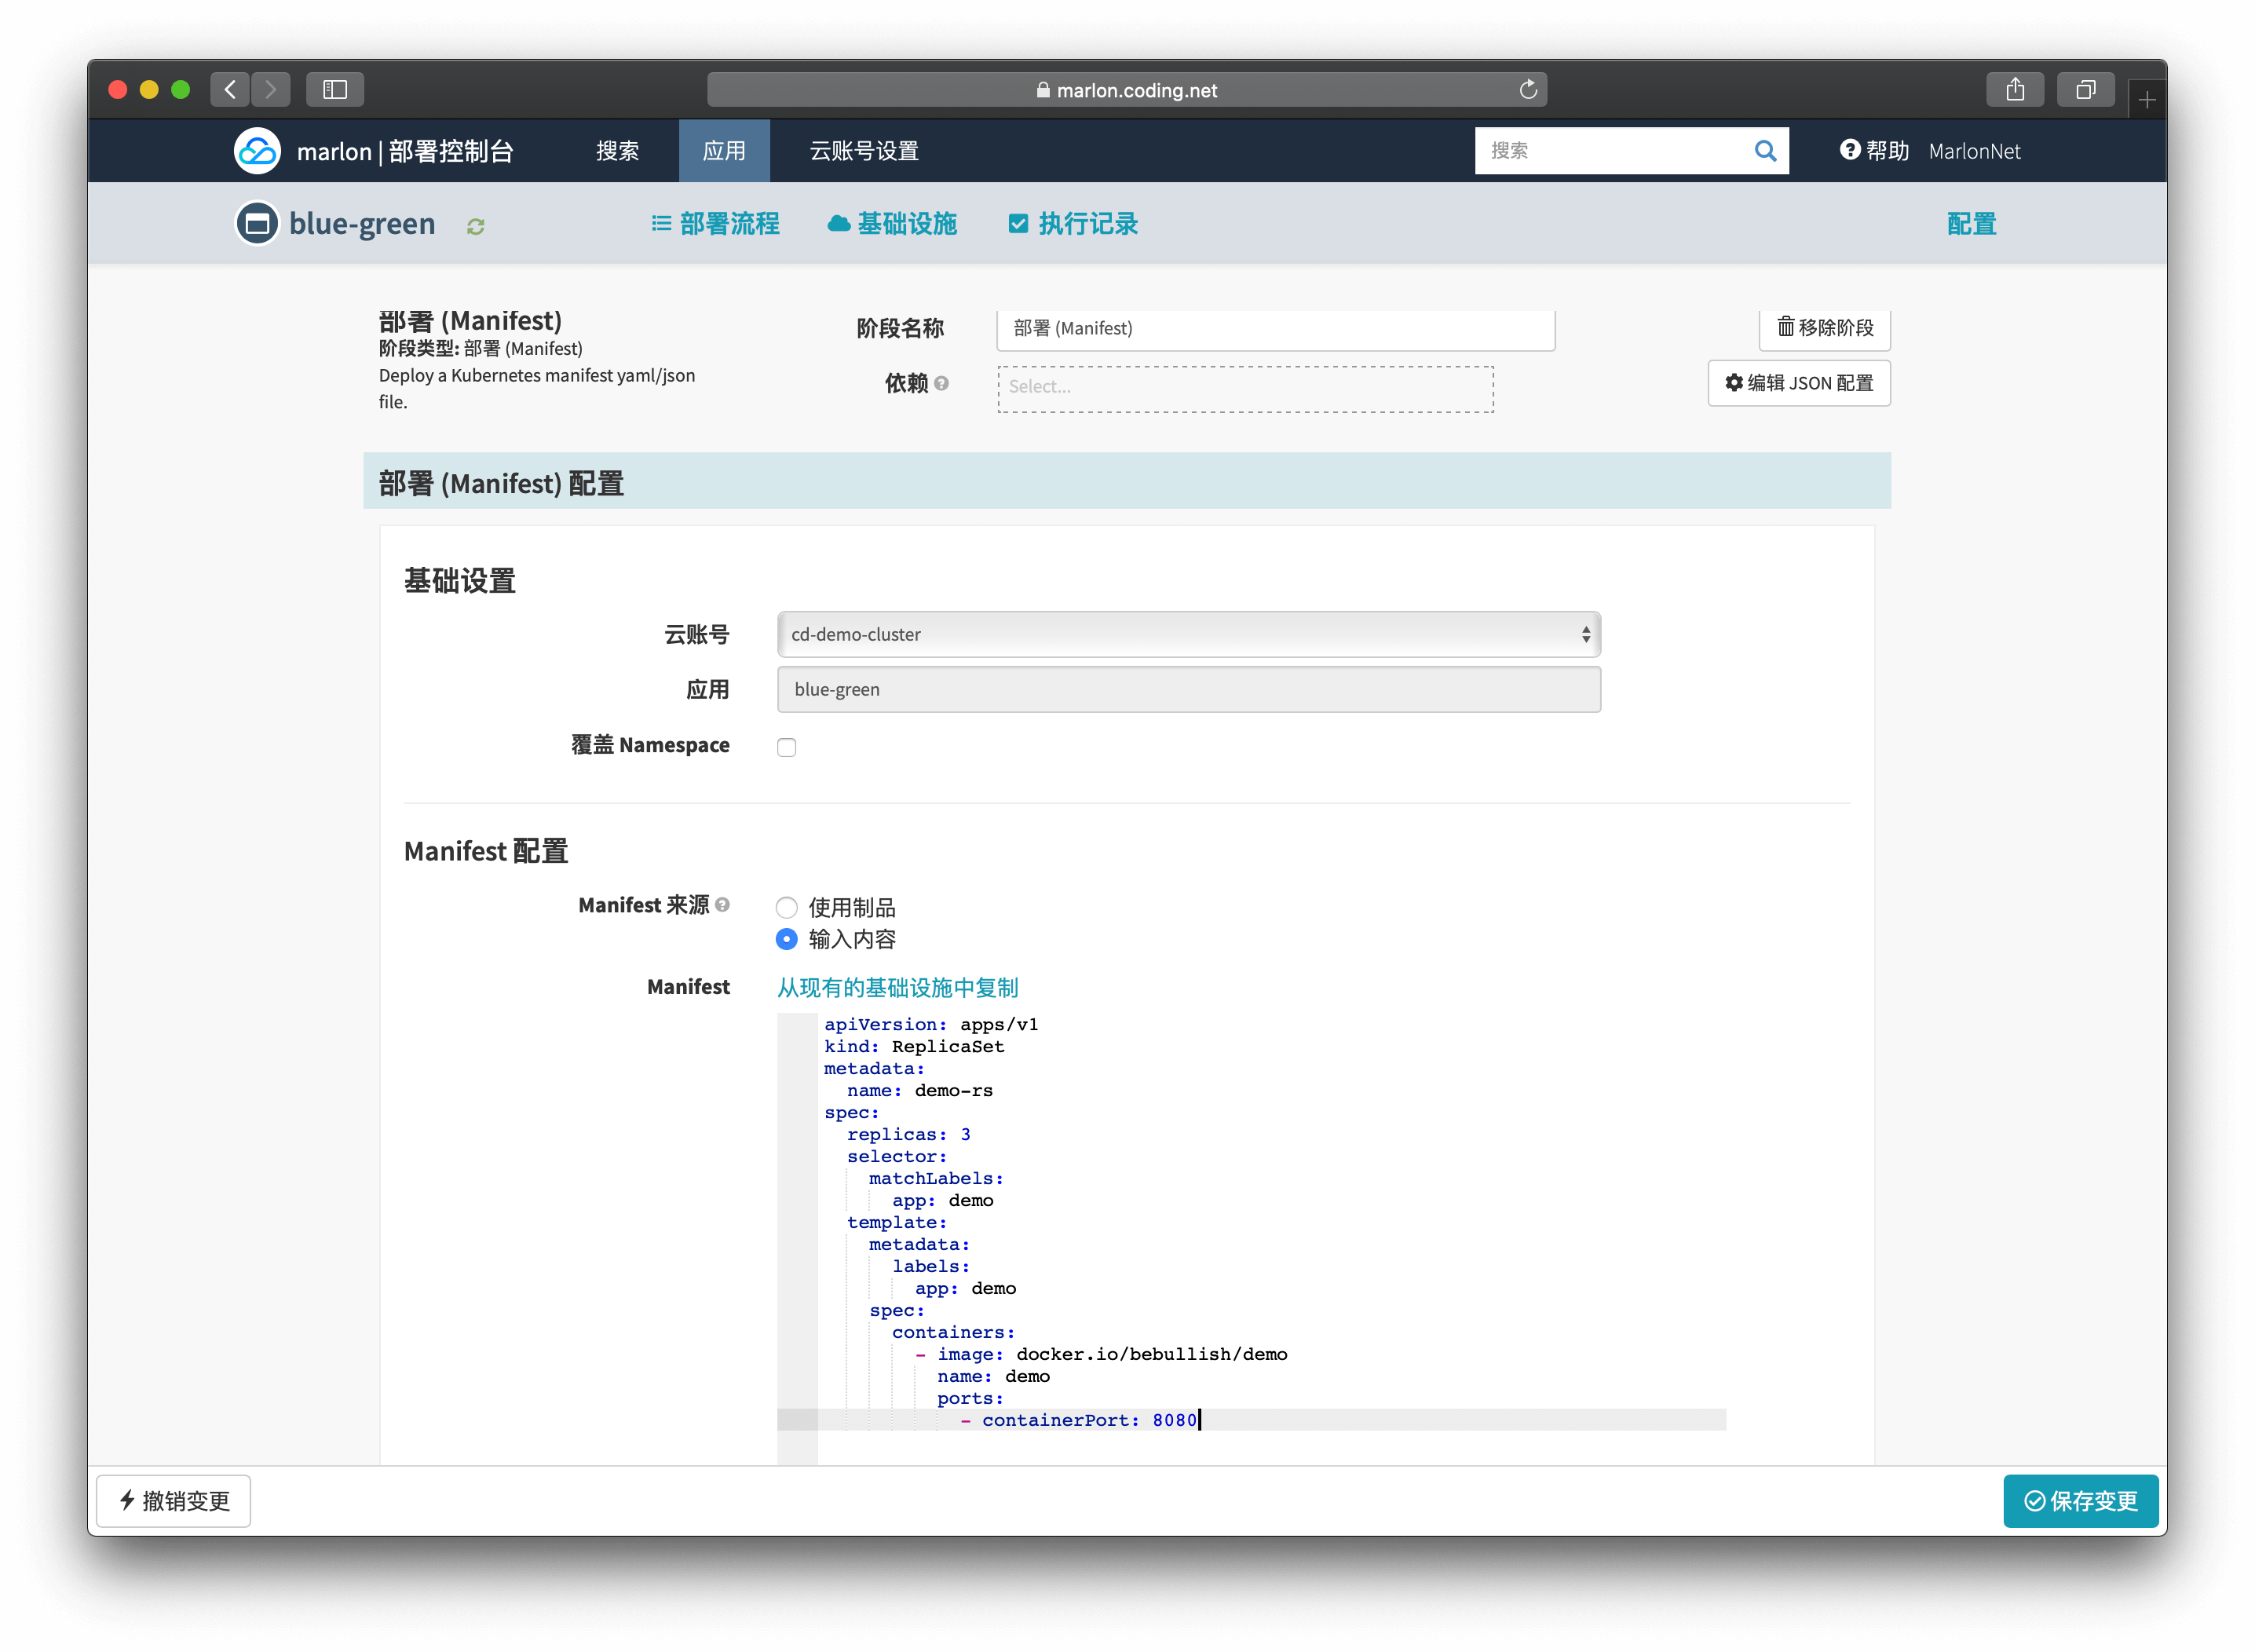 marlon.coding.net
marlon | 部署控制台 搜索 应用 云账号设置 搜索 帮助 MarlonNet
blue-green 部署流程 基础设施 执行记录 配置
部署 (Manifest) 阶段名称 部署 (Manifest) 移除阶段
阶段类型: 部署 (Manifest)
Deploy a Kubernetes manifest yaml/json
file.
依赖 Select... 编辑 JSON 配置
部署 (Manifest) 配置
基础设置
云账号 cd-demo-cluster
应用 blue-green
覆盖 Namespace
Manifest 配置
Manifest 来源 使用制品
输入内容
Manifest 从现有的基础设施中复制
apiVersion: apps/v1
kind: ReplicaSet
metadata:
  name: demo-rs
spec:
  replicas: 3
  selector:
    matchLabels:
      app: demo
  template:
    metadata:
      labels:
        app: demo
    spec:
      containers:
        - image: docker.io/bebullish/demo
          name: demo
          ports:
            - containerPort: 8080
撤销变更 保存变更